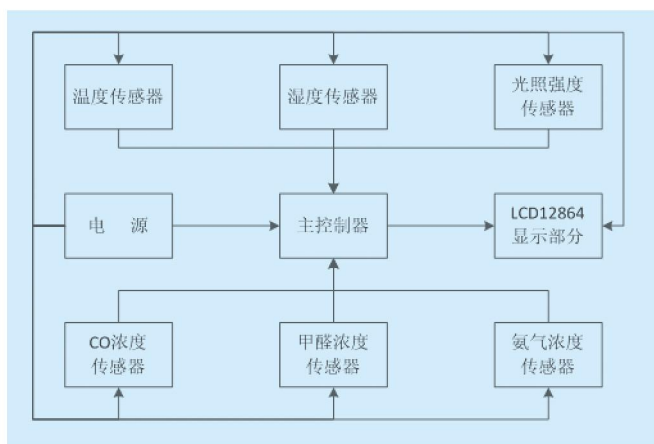 温度传感器
湿度传感器
光照强度
传感器
电 源
主控制器
LCD12864
显示部分
CO浓度
传感器
甲醛浓度
传感器
氨气浓度
传感器